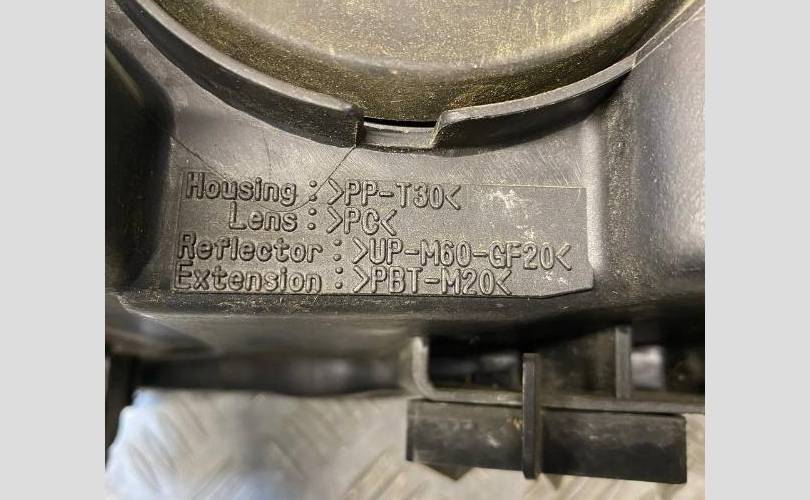 Housing : >PP-T30<
Lens : >PC<
Reflector : >UP-M60-GF20<
Extension : >PBT-M20<